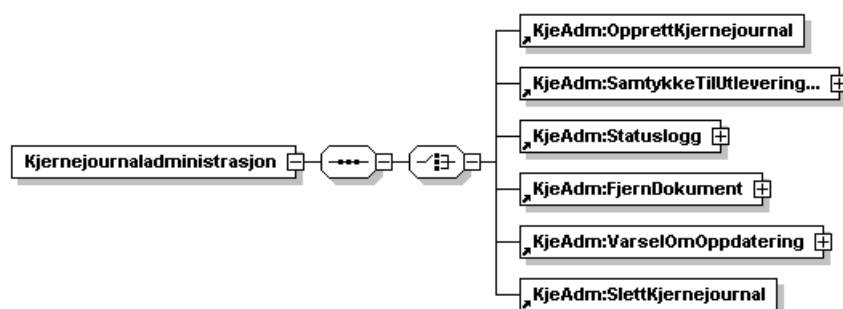 KjeAdm:OpprettKjernejournal
KjeAdm:SamtykkeTilUtlevering...
KjeAdm:Statuslogg
Kjernejournaladministrasjon
KjeAdm:FjernDokument
KjeAdm:VarselOmOppdatering
KjeAdm:SlettKjernejournal